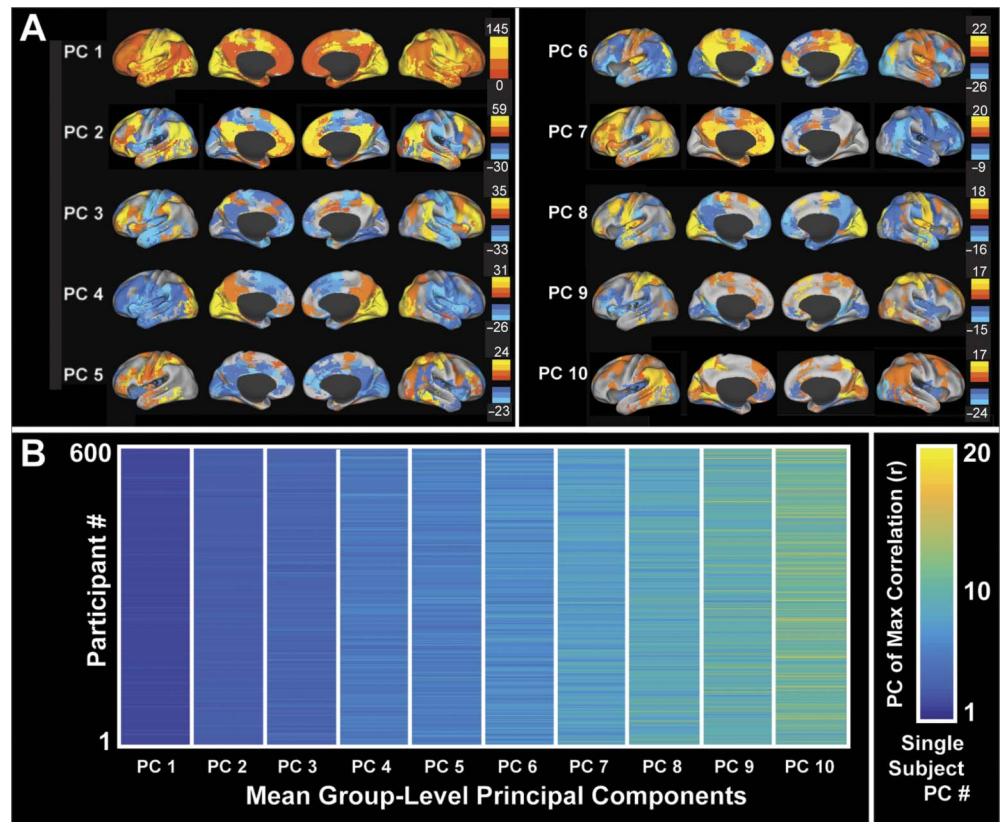 A
PC 1
145
0
PC 2
59
−30
PC 3
35
−33
PC 4
31
−26
PC 5
24
−23
PC 6
22
−26
PC 7
20
−9
PC 8
18
−16
PC 9
17
−15
PC 10
17
−24
B
600
Participant #
1
PC 1 PC 2 PC 3 PC 4 PC 5 PC 6 PC 7 PC 8 PC 9 PC 10
Mean Group-Level Principal Components
PC of Max Correlation (r)
20
10
1
Single
Subject
PC #